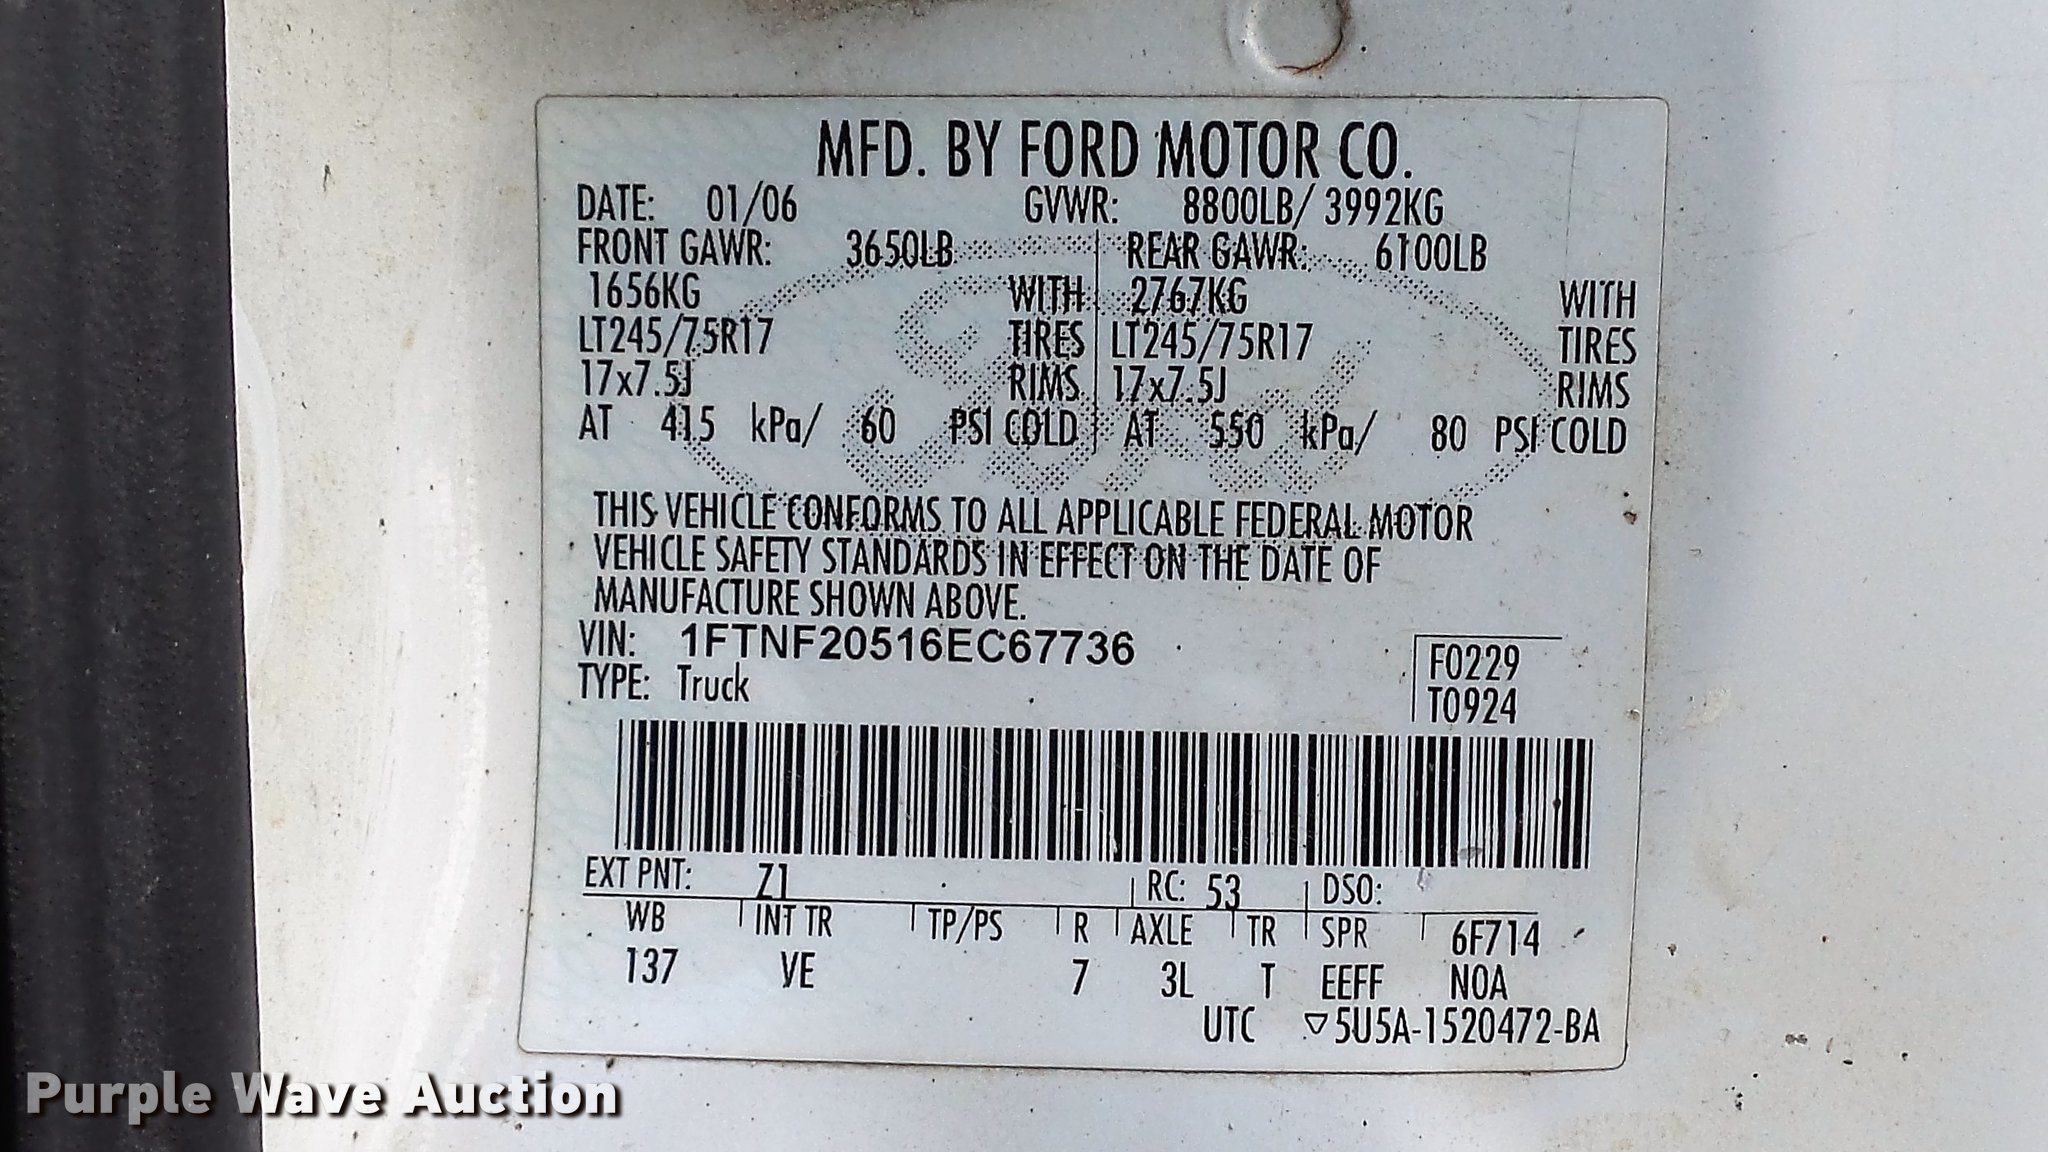 MFD. BY FORD MOTOR CO.
DATE: 01/06 GVWR: 8800LB/ 3992KG
FRONT GAWR: 3650LB REAR GAWR: 6100LB
1656KG WITH 2767KG WITH
LT245/75R17 TIRES LT245/75R17 TIRES
17x7.5J RIMS 17x7.5J RIMS
AT 415 kPa/ 60 PSI COLD AT 550 kPa/ 80 PSI COLD
THIS VEHICLE CONFORMS TO ALL APPLICABLE FEDERAL MOTOR
VEHICLE SAFETY STANDARDS IN EFFECT ON THE DATE OF
MANUFACTURE SHOWN ABOVE.
VIN: 1FTNF20516EC67736
F0229
TYPE: Truck
T0924
EXT PNT: Z1 RC: 53 DSO:
WB INT TR TP/PS R AXLE TR SPR 6F714
137 VE 7 3L T EEFF NOA
UTC ▽5U5A-1520472-BA
Purple Wave Auction